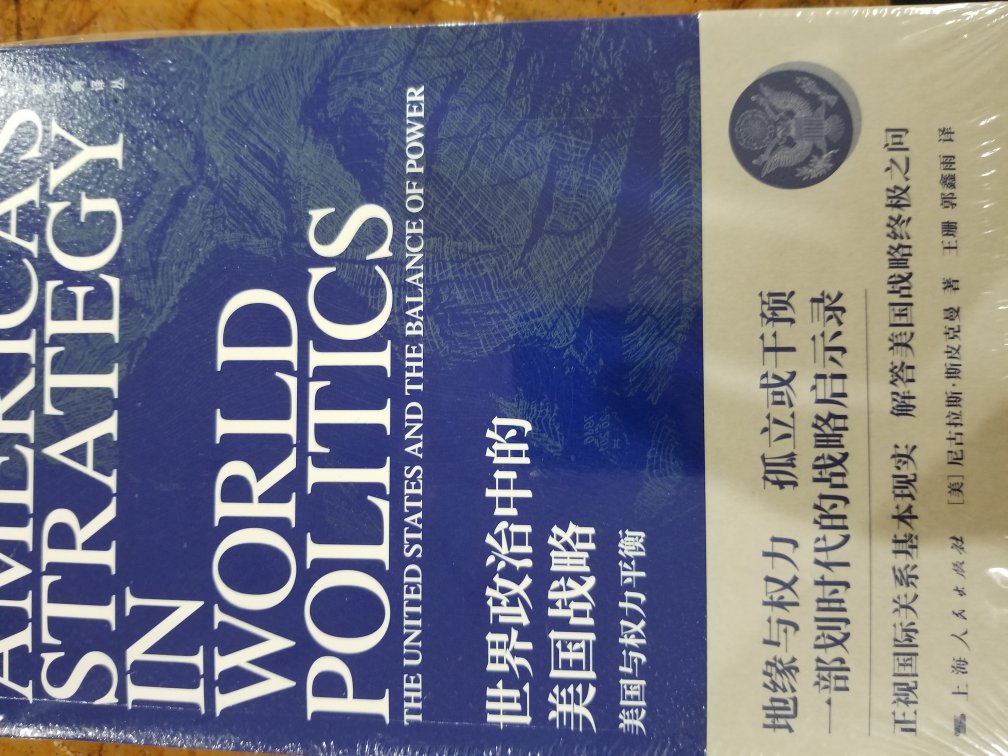 AMERICA'S
STRATEGY
IN
WORLD
POLITICS
THE UNITED STATES AND THE BALANCE OF POWER
世界政治中的
美国战略
美国与权力平衡
地缘与权力 孤立或干预
一部划时代的战略启示录
正视国际关系基本现实 解答美国战略终极之问
上海人民出版社 [美] 尼古拉斯·斯皮克曼 著 王珊 郭鑫雨 译